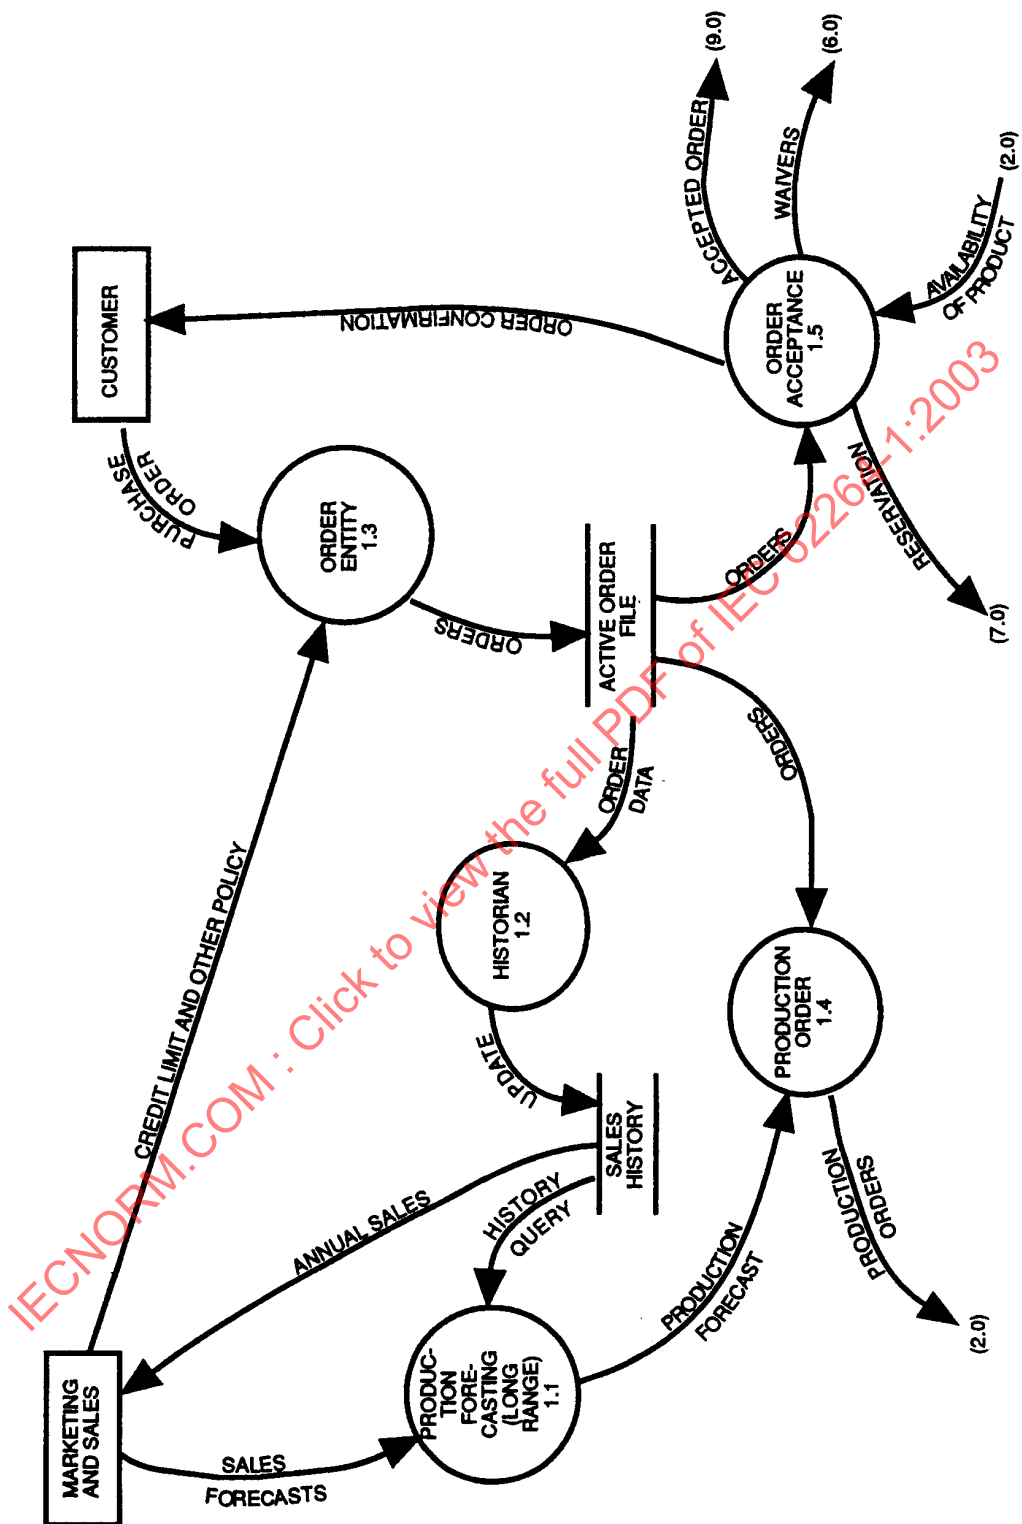 MARKETING
AND SALES
CREDIT LIMIT AND OTHER POLICY
CUSTOMER
PURCHASE
ORDER
ORDER
ENTITY
1.3
ORDER CONFIRMATION
ANNUAL SALES
SALES
FORECASTS
PRODUC-
TION
FORE-
CASTING
(LONG
RANGE)
1.1
HISTORY
QUERY
SALES
HISTORY
UPDATE
HISTORIAN
1.2
ORDER
DATA
ORDERS
ACTIVE ORDER
FILE
ORDERS
ORDERS
PRODUCTION
FORECAST
PRODUCTION
ORDER
1.4
PRODUCTION
ORDERS
(2.0)
ORDER
ACCEPTANCE
1.5
ACCEPTED ORDER
(9.0)
WAIVERS
(6.0)
AVAILABILITY
OF PRODUCT
(2.0)
RESERVATION
(7.0)
IECNORM.COM : Click to view the full PDF of IEC 62264-1:2003